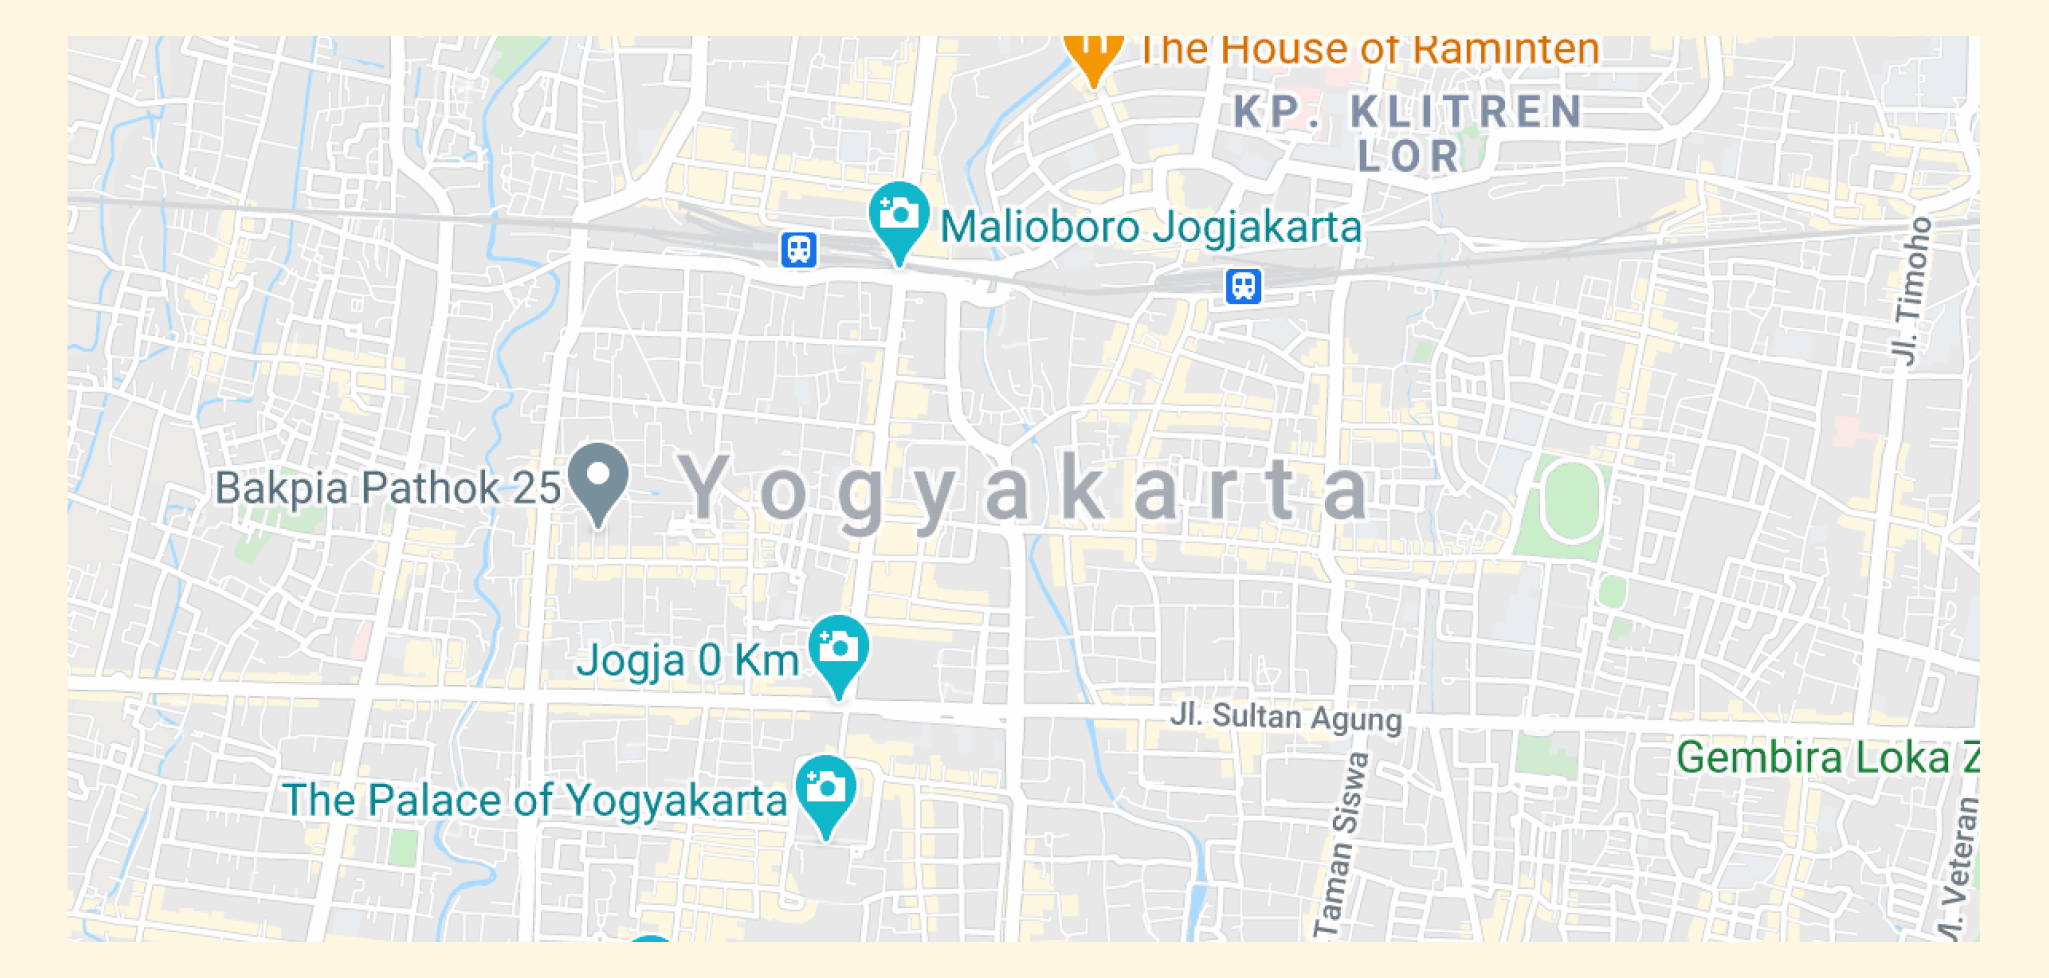 The House of Raminten
KP. KLITREN
LOR
Malioboro Jogjakarta
Jl. Timoho
Bakpia Pathok 25
Yogyakarta
Jogja 0 Km
Jl. Sultan Agung
Gembira Loka Z
The Palace of Yogyakarta
Taman Siswa
Veteran